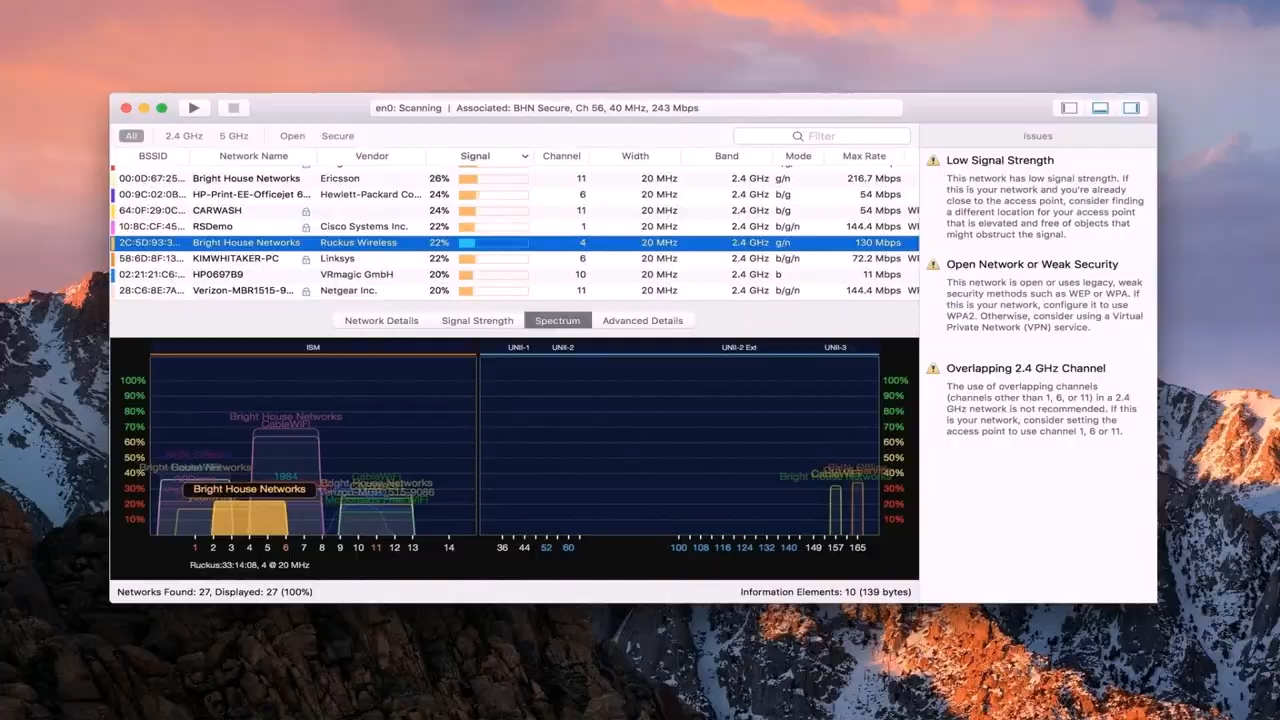 en0: Scanning | Associated: BHN Secure, Ch 56, 40 MHz, 243 Mbps
All 2.4 GHz 5 GHz Open Secure Filter
BSSID Network Name Vendor Signal Channel Width Band Mode Max Rate
00:0D:67:25... Bright House Networks Ericsson 26% 11 20 MHz 2.4 GHz g/n 216.7 Mbps
00:9C:02:0B... HP-Print-EE-Officejet 6... Hewlett-Packard Co... 24% 6 20 MHz 2.4 GHz b/g 54 Mbps
64:0F:29:0C... CARWASH 24% 11 20 MHz 2.4 GHz b/g 54 Mbps
10:8C:CF:45... RSDemo Cisco Systems Inc. 22% 1 20 MHz 2.4 GHz b/g/n 144.4 Mbps
2C:5D:93:3... Bright House Networks Ruckus Wireless 22% 4 20 MHz 2.4 GHz g/n 130 Mbps
58:6D:8F:13... KIMWHITAKER-PC Linksys 22% 6 20 MHz 2.4 GHz b/g/n 72.2 Mbps
02:21:21:C6:... HP0697B9 VRmagic GmbH 20% 10 20 MHz 2.4 GHz b 11 Mbps
28:C6:8E:7A... Verizon-MBR1515-9... Netgear Inc. 20% 11 20 MHz 2.4 GHz b/g/n 144.4 Mbps
Network Details Signal Strength Spectrum Advanced Details
ISM UNII-1 UNII-2 UNII-2 Ext UNII-3
100% 100%
90% 90%
80% 80%
Bright House Networks
CableWiFi
70% 70%
60% 60%
50% 50%
40% 40%
1984
Bright House Networks
30% 30%
20% 20%
10% 10%
1 2 3 4 5 6 7 8 9 10 11 12 13 14 36 44 52 60 100 108 116 124 132 140 149 157 165
Ruckus:33:14:08, 4 @ 20 MHz
Networks Found: 27, Displayed: 27 (100%) Information Elements: 10 (139 bytes)
Issues
Low Signal Strength
This network has low signal strength. If
this is your network and you're already
close to the access point, consider finding
a different location for your access point
that is elevated and free of objects that
might obstruct the signal.
Open Network or Weak Security
This network is open or uses legacy, weak
security methods such as WEP or WPA. If
this is your network, configure it to use
WPA2. Otherwise, consider using a Virtual
Private Network (VPN) service.
Overlapping 2.4 GHz Channel
The use of overlapping channels
(channels other than 1, 6, or 11) in a 2.4
GHz network is not recommended. If this
is your network, consider setting the
access point to use channel 1, 6 or 11.